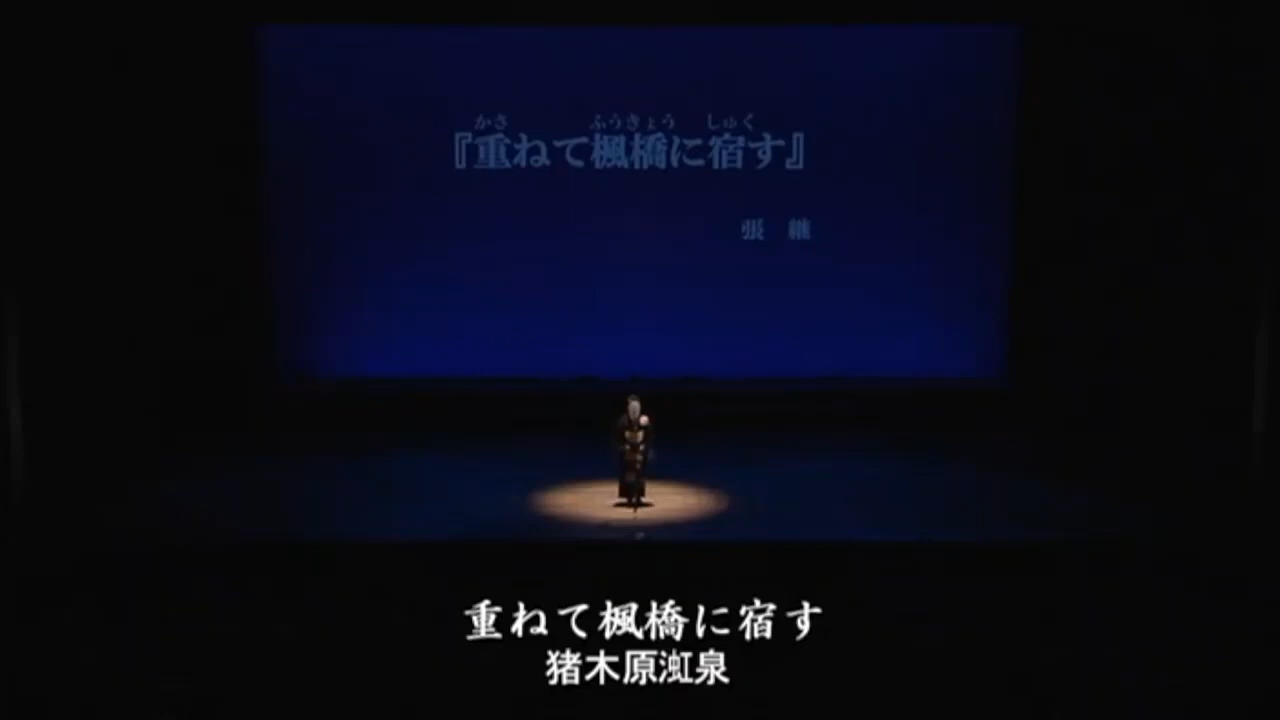 かさ ふうきょう しゅく
『重ねて楓橋に宿す』
張 継
重ねて楓橋に宿す
猪木原洲泉